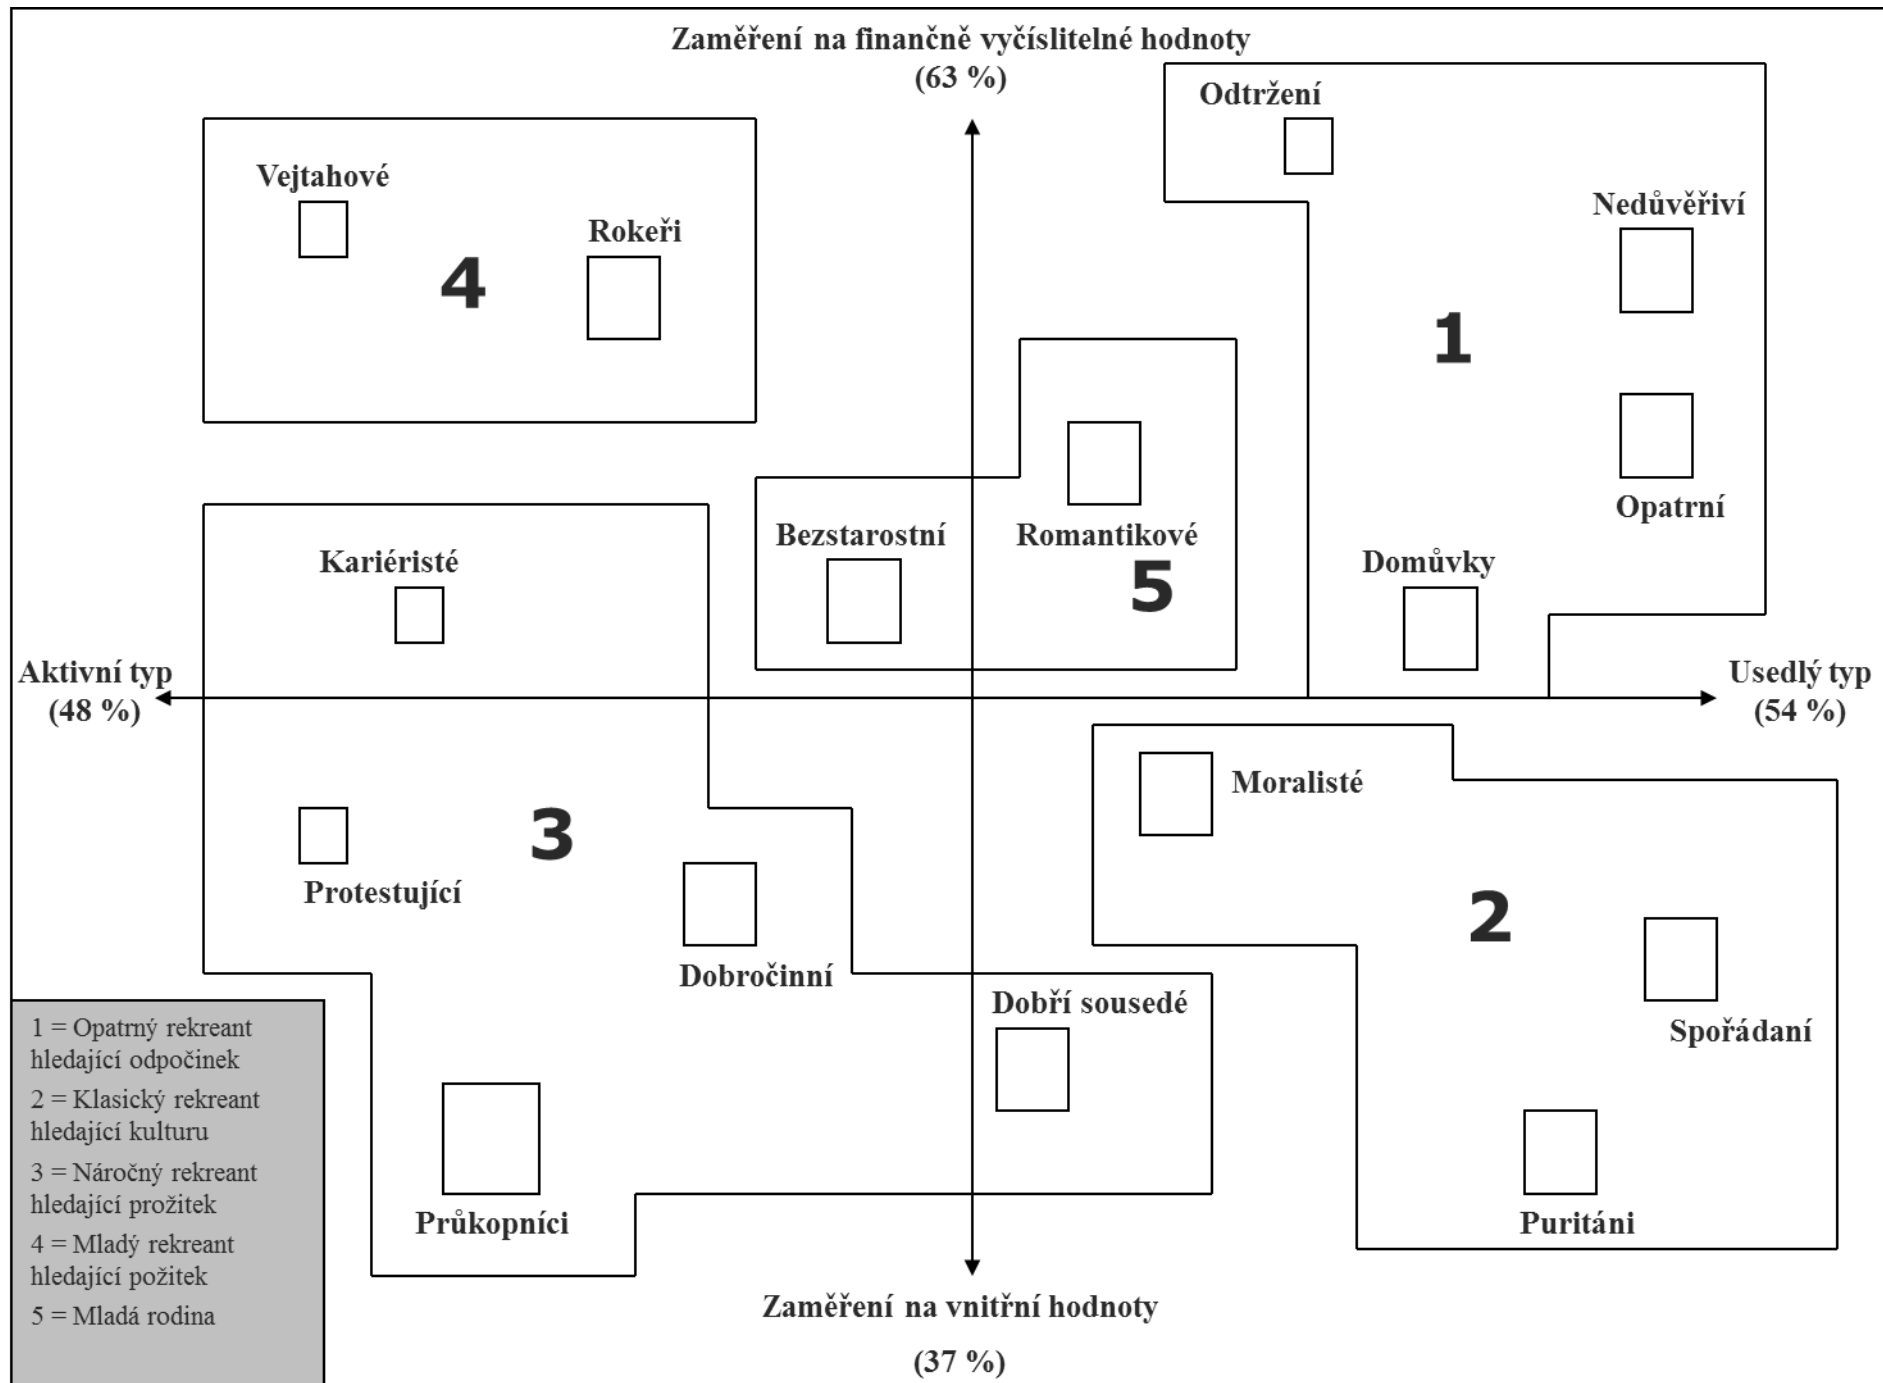 Zaměření na finančně vyčíslitelné hodnoty
(63 %)
Odtržení
Vejtahové
Nedůvěřiví
Rokeři
4
1
Opatrní
Bezstarostní
Romantikové
Kariéristé
Domůvky
5
Aktivní typ
(48 %)
Usedlý typ
(54 %)
Moralisté
3
Protestující
2
Dobročinní
Dobří sousedé
Spořádaní
Průkopníci
Puritáni
1 = Opatrný rekreant
hledající odpočinek
2 = Klasický rekreant
hledající kulturu
3 = Náročný rekreant
hledající prožitek
4 = Mladý rekreant
hledající požitek
5 = Mladá rodina
Zaměření na vnitřní hodnoty
(37 %)